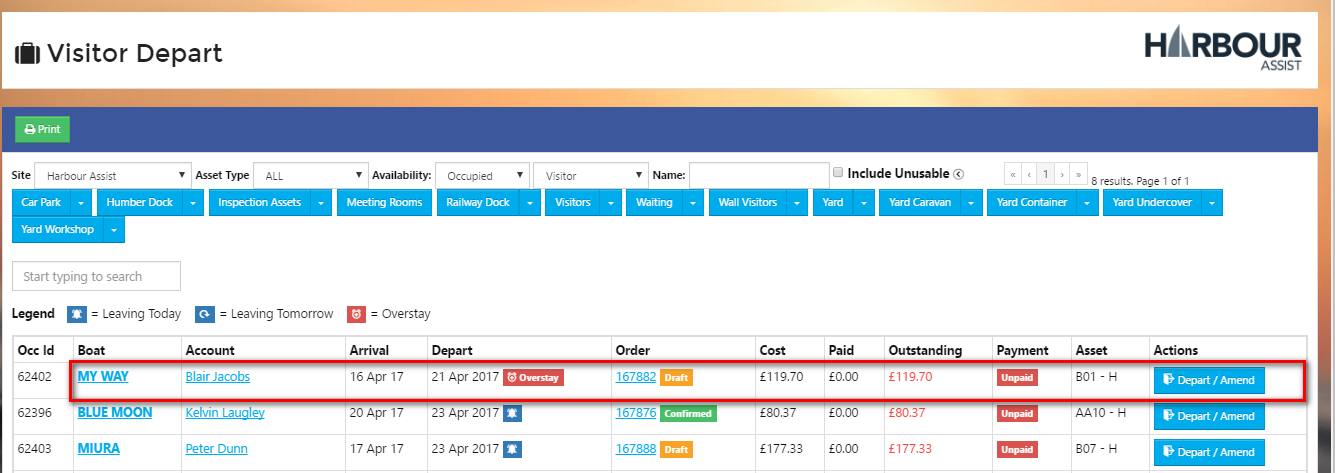 Visitor Depart
HARBOUR
ASSIST
Print
Site Harbour Assist Asset Type ALL Availability: Occupied Visitor Name: Include Unusable « ‹ 1 › » 8 results. Page 1 of 1
Car Park Humber Dock Inspection Assets Meeting Rooms Railway Dock Visitors Waiting Wall Visitors Yard Yard Caravan Yard Container Yard Undercover
Yard Workshop
Start typing to search
Legend = Leaving Today = Leaving Tomorrow = Overstay
Occ Id Boat Account Arrival Depart Order Cost Paid Outstanding Payment Asset Actions
62402 MY WAY Blair Jacobs 16 Apr 17 21 Apr 2017 Overstay 167882 Draft £119.70 £0.00 £119.70 Unpaid B01 - H Depart / Amend
62396 BLUE MOON Kelvin Laugley 20 Apr 17 23 Apr 2017 167876 Confirmed £80.37 £0.00 £80.37 Unpaid AA10 - H Depart / Amend
62403 MIURA Peter Dunn 17 Apr 17 23 Apr 2017 167888 Draft £177.33 £0.00 £177.33 Unpaid B07 - H Depart / Amend